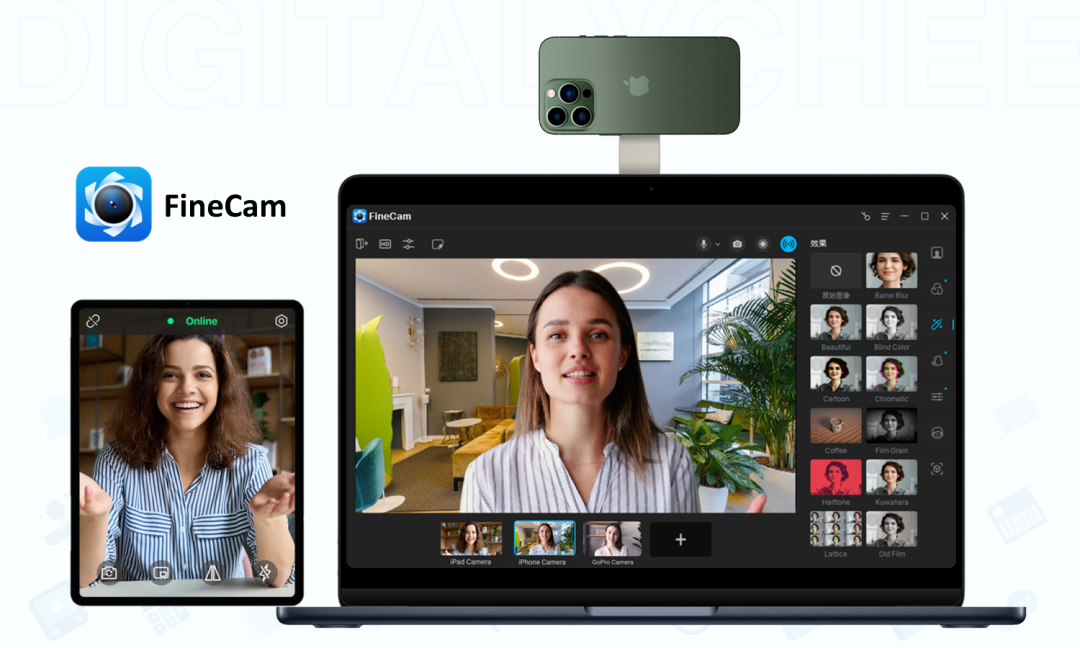 DIGITALYCHEE
FineCam
FineCam
Online
HD
效果
原始图像
Barrel Blur
Beautiful
Blind Color
Cartoon
Chromatic
Coffee
Film Grain
Halftone
Kuwahara
Lattice
Old Film
iPad Camera
iPhone Camera
GoPro Camera
+